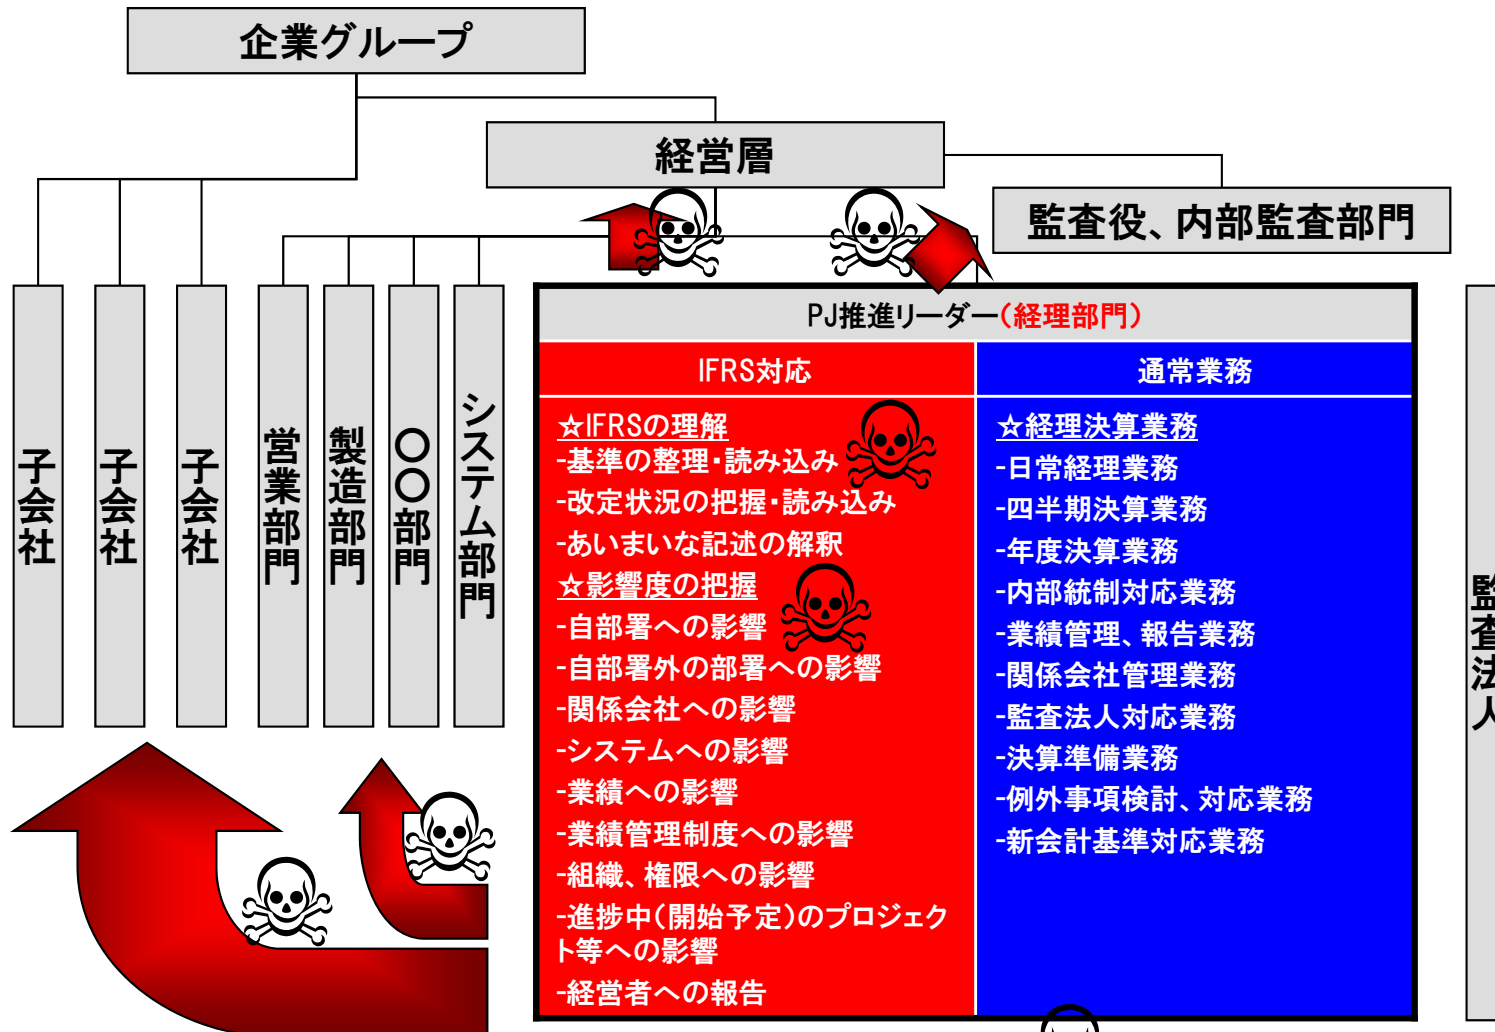 企業グループ
経営層
監査役、内部監査部門
子会社
子会社
子会社
営業部門
製造部門
〇〇部門
システム部門
PJ推進リーダー（経理部門）
IFRS対応
☆IFRSの理解
-基準の整理・読み込み
-改定状況の把握・読み込み
-あいまいな記述の解釈
☆影響度の把握
-自部署への影響
-自部署外の部署への影響
-関係会社への影響
-システムへの影響
-業績への影響
-業績管理制度への影響
-組織、権限への影響
-進捗中（開始予定）のプロジェク
ト等への影響
-経営者への報告
通常業務
☆経理決算業務
-日常経理業務
-四半期決算業務
-年度決算業務
-内部統制対応業務
-業績管理、報告業務
-関係会社管理業務
-監査法人対応業務
-決算準備業務
-例外事項検討、対応業務
-新会計基準対応業務
監査法人